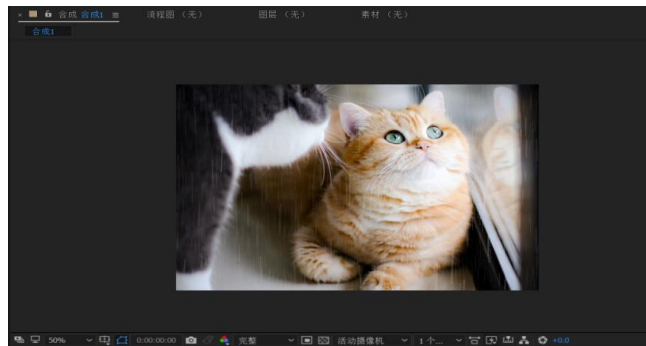 合成 合成1 流程图 （无） 图层 （无） 素材 （无）
合成1
50% 0:00:00:00 完整 活动摄像机 1个... +0.0